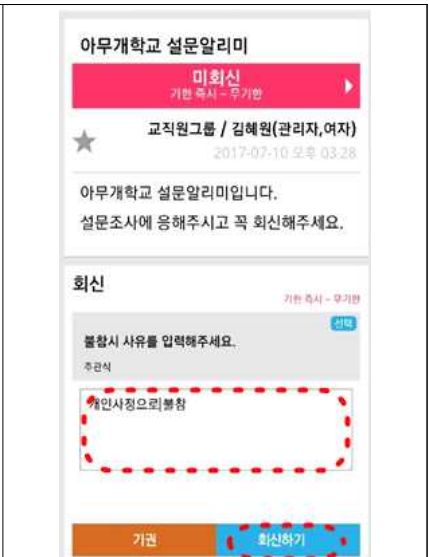 아무개학교 설문알리미
미회신
기한 즉시 ~ 무기한
교직원그룹 / 김혜원(관리자,여자)
2017-07-10 오후 03:28
아무개학교 설문알리미입니다.
설문조사에 응해주시고 꼭 회신해주세요.
회신
기한 즉시 ~ 무기한
선택
불참시 사유를 입력해주세요.
주관식
개인사정으로불참
기권
회신하기